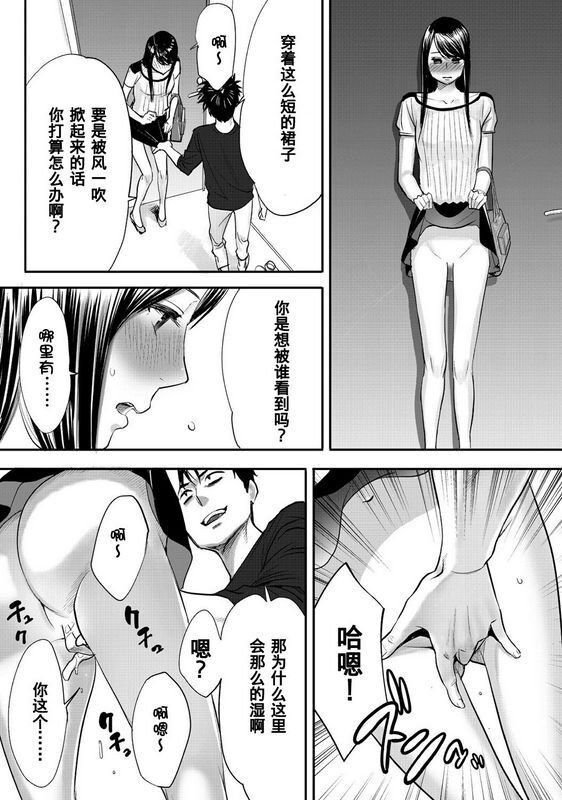 穿着这么短的裙子
啊～
要是被风一吹
掀起来的话
你打算怎么办啊？
你是想被谁看到吗？
哪里有……
哈嗯！
ズリュッ
啊～
那为什么这里
会那么的湿啊
嗯？
啊嗯～
你这个！……
チュク
チュク